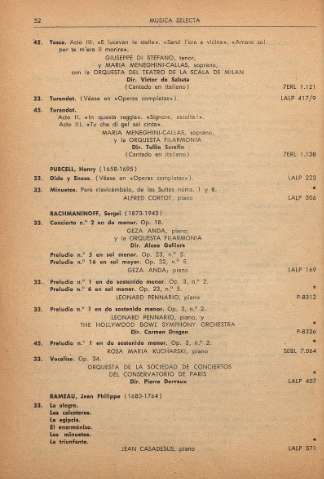 52 MUSICA SELECTA
45. Tosca. Acto III. «E lucevan le stelle». «Senti l'ora e vicina». «Amaro sol
per te m'era il morire».
GIUSEPPE DI STEFANO, tenor,
y MARIA MENEGHINI-CALLAS, soprano,
con la ORQUESTA DEL TEATRO DE LA SCALA DE MILAN
Dir. Victor de Sabata
(Cantado en italiano) 7ERL 1.121
33. Turandot. (Véase en «Operas completas»). LALP 417/9
45. Turandot.
Acto II. «In questa reggia». «Signore, ascolta!».
Acto III. «Tu che di gel sei cinta».
MARIA MENEGHINI-CALLAS, soprano,
y la ORQUESTA FILARMONIA
Dir. Tullio Serafin
(Cantado en italiano) 7ERL 1.138
PURCELL, Henry (1658-1695)
33. Dido y Eneas. (Véase en «Operas completas»). LALP 222
33. Minuetos. Para clavicémbalo, de las Suites núms. 1 y 8. *
ALFRED CORTOT, piano LALP 306
RACHMANINOFF, Sergei (1873-1943)
33. Concierto n.º 2 en do menor. Op. 18.
GEZA ANDA, piano,
y la ORQUESTA FILARMONIA
Dir. Alceo Galliera
Preludio n.º 5 en sol menor. Op. 23, n.º 5.
Preludio n.º 16 en sol mayor. Op. 32, n.º 5.
GEZA ANDA, piano LALP 169
33. Preludio n.º 1 en do sostenido menor. Op. 3, n.º 2.
Preludio n.º 6 en sol menor. Op. 23, n.º 5. *
LEONARD PENNARIO, piano P-8312
33. Preludio n.º 1 en do sostenido menor. Op. 3, n.º 2.
LEONARD PENNARIO, piano, y
THE HOLLYWOOD BOWL SYMPHONY ORCHESTRA *
Dir. Carmen Dragon P-8326
45. Preludio n.º 1 en do sostenido menor. Op. 3, n.º 2. *
ROSA MARIA KUCHARSKI, piano SEBL 7.064
33. Vocalise. Op. 34.
ORQUESTA DE LA SOCIEDAD DE CONCIERTOS
DEL CONSERVATORIO DE PARIS *
Dir. Pierre Dervaux LALP 457
RAMEAU, Jean Philippe (1683-1764)
33. La alegre.
La egipcia.
El enarmónico.
Los minuetos.
La triunfante. *
JEAN CASADESUS, piano LALP 571